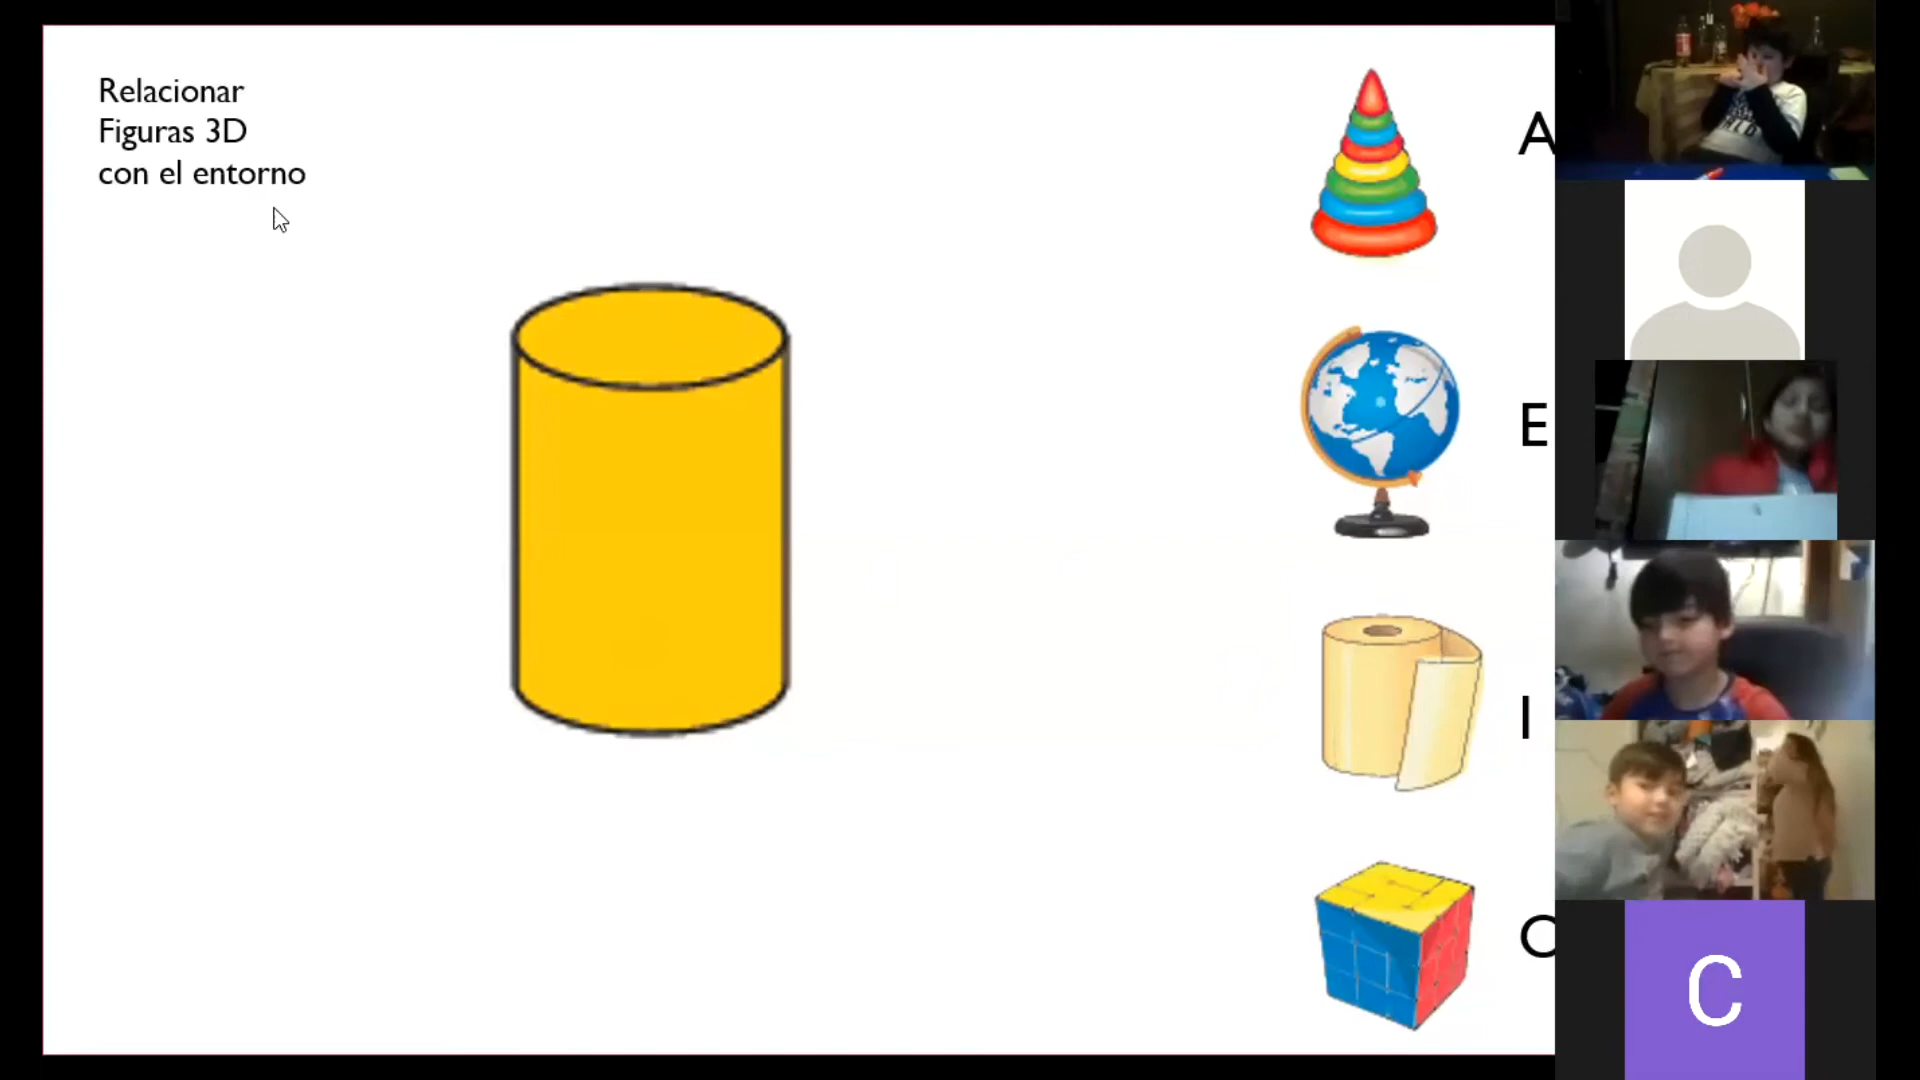 Relacionar
Figuras 3D
con el entorno
A
E
I
O
C